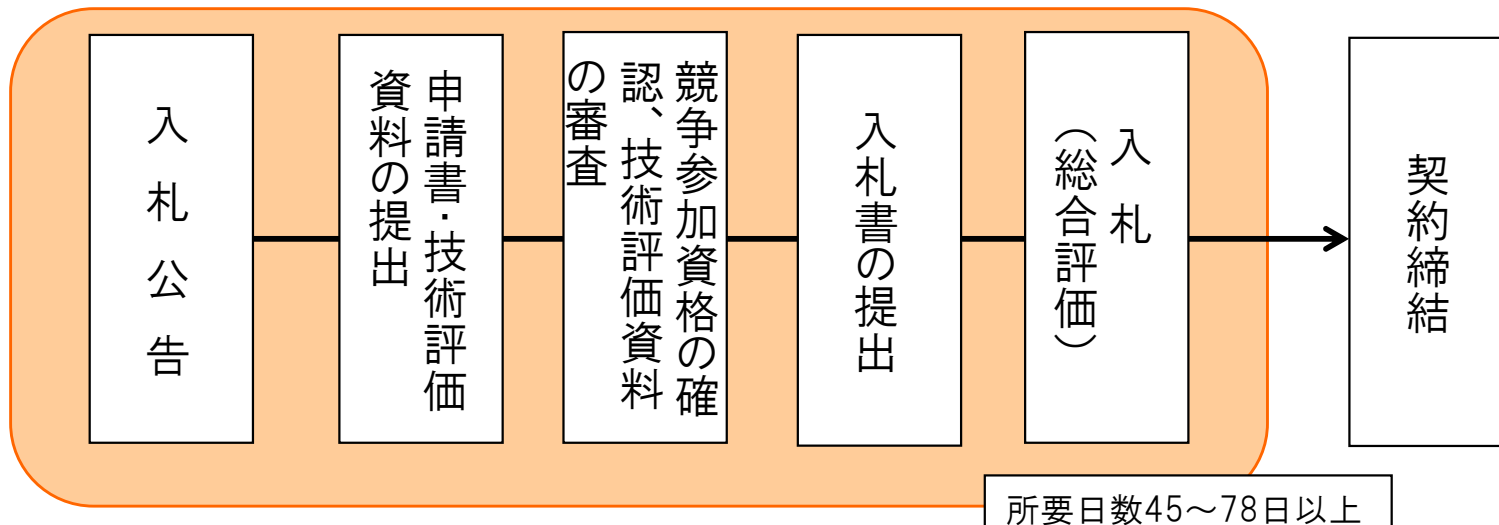 入札公告
申請書・技術評価
資料の提出
競争参加資格の確
認、技術評価資料
の審査
入札書の提出
入札
（総合評価）
契約締結
所要日数45～78日以上